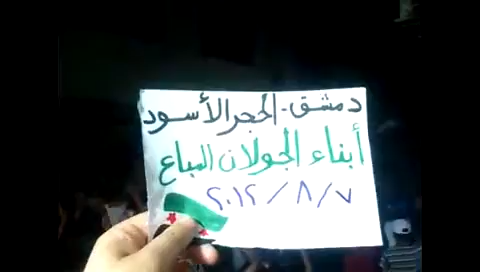 دمشق - الحجر الأسود
أبناء الجولان المباع
٢٠١٢/٨/٧